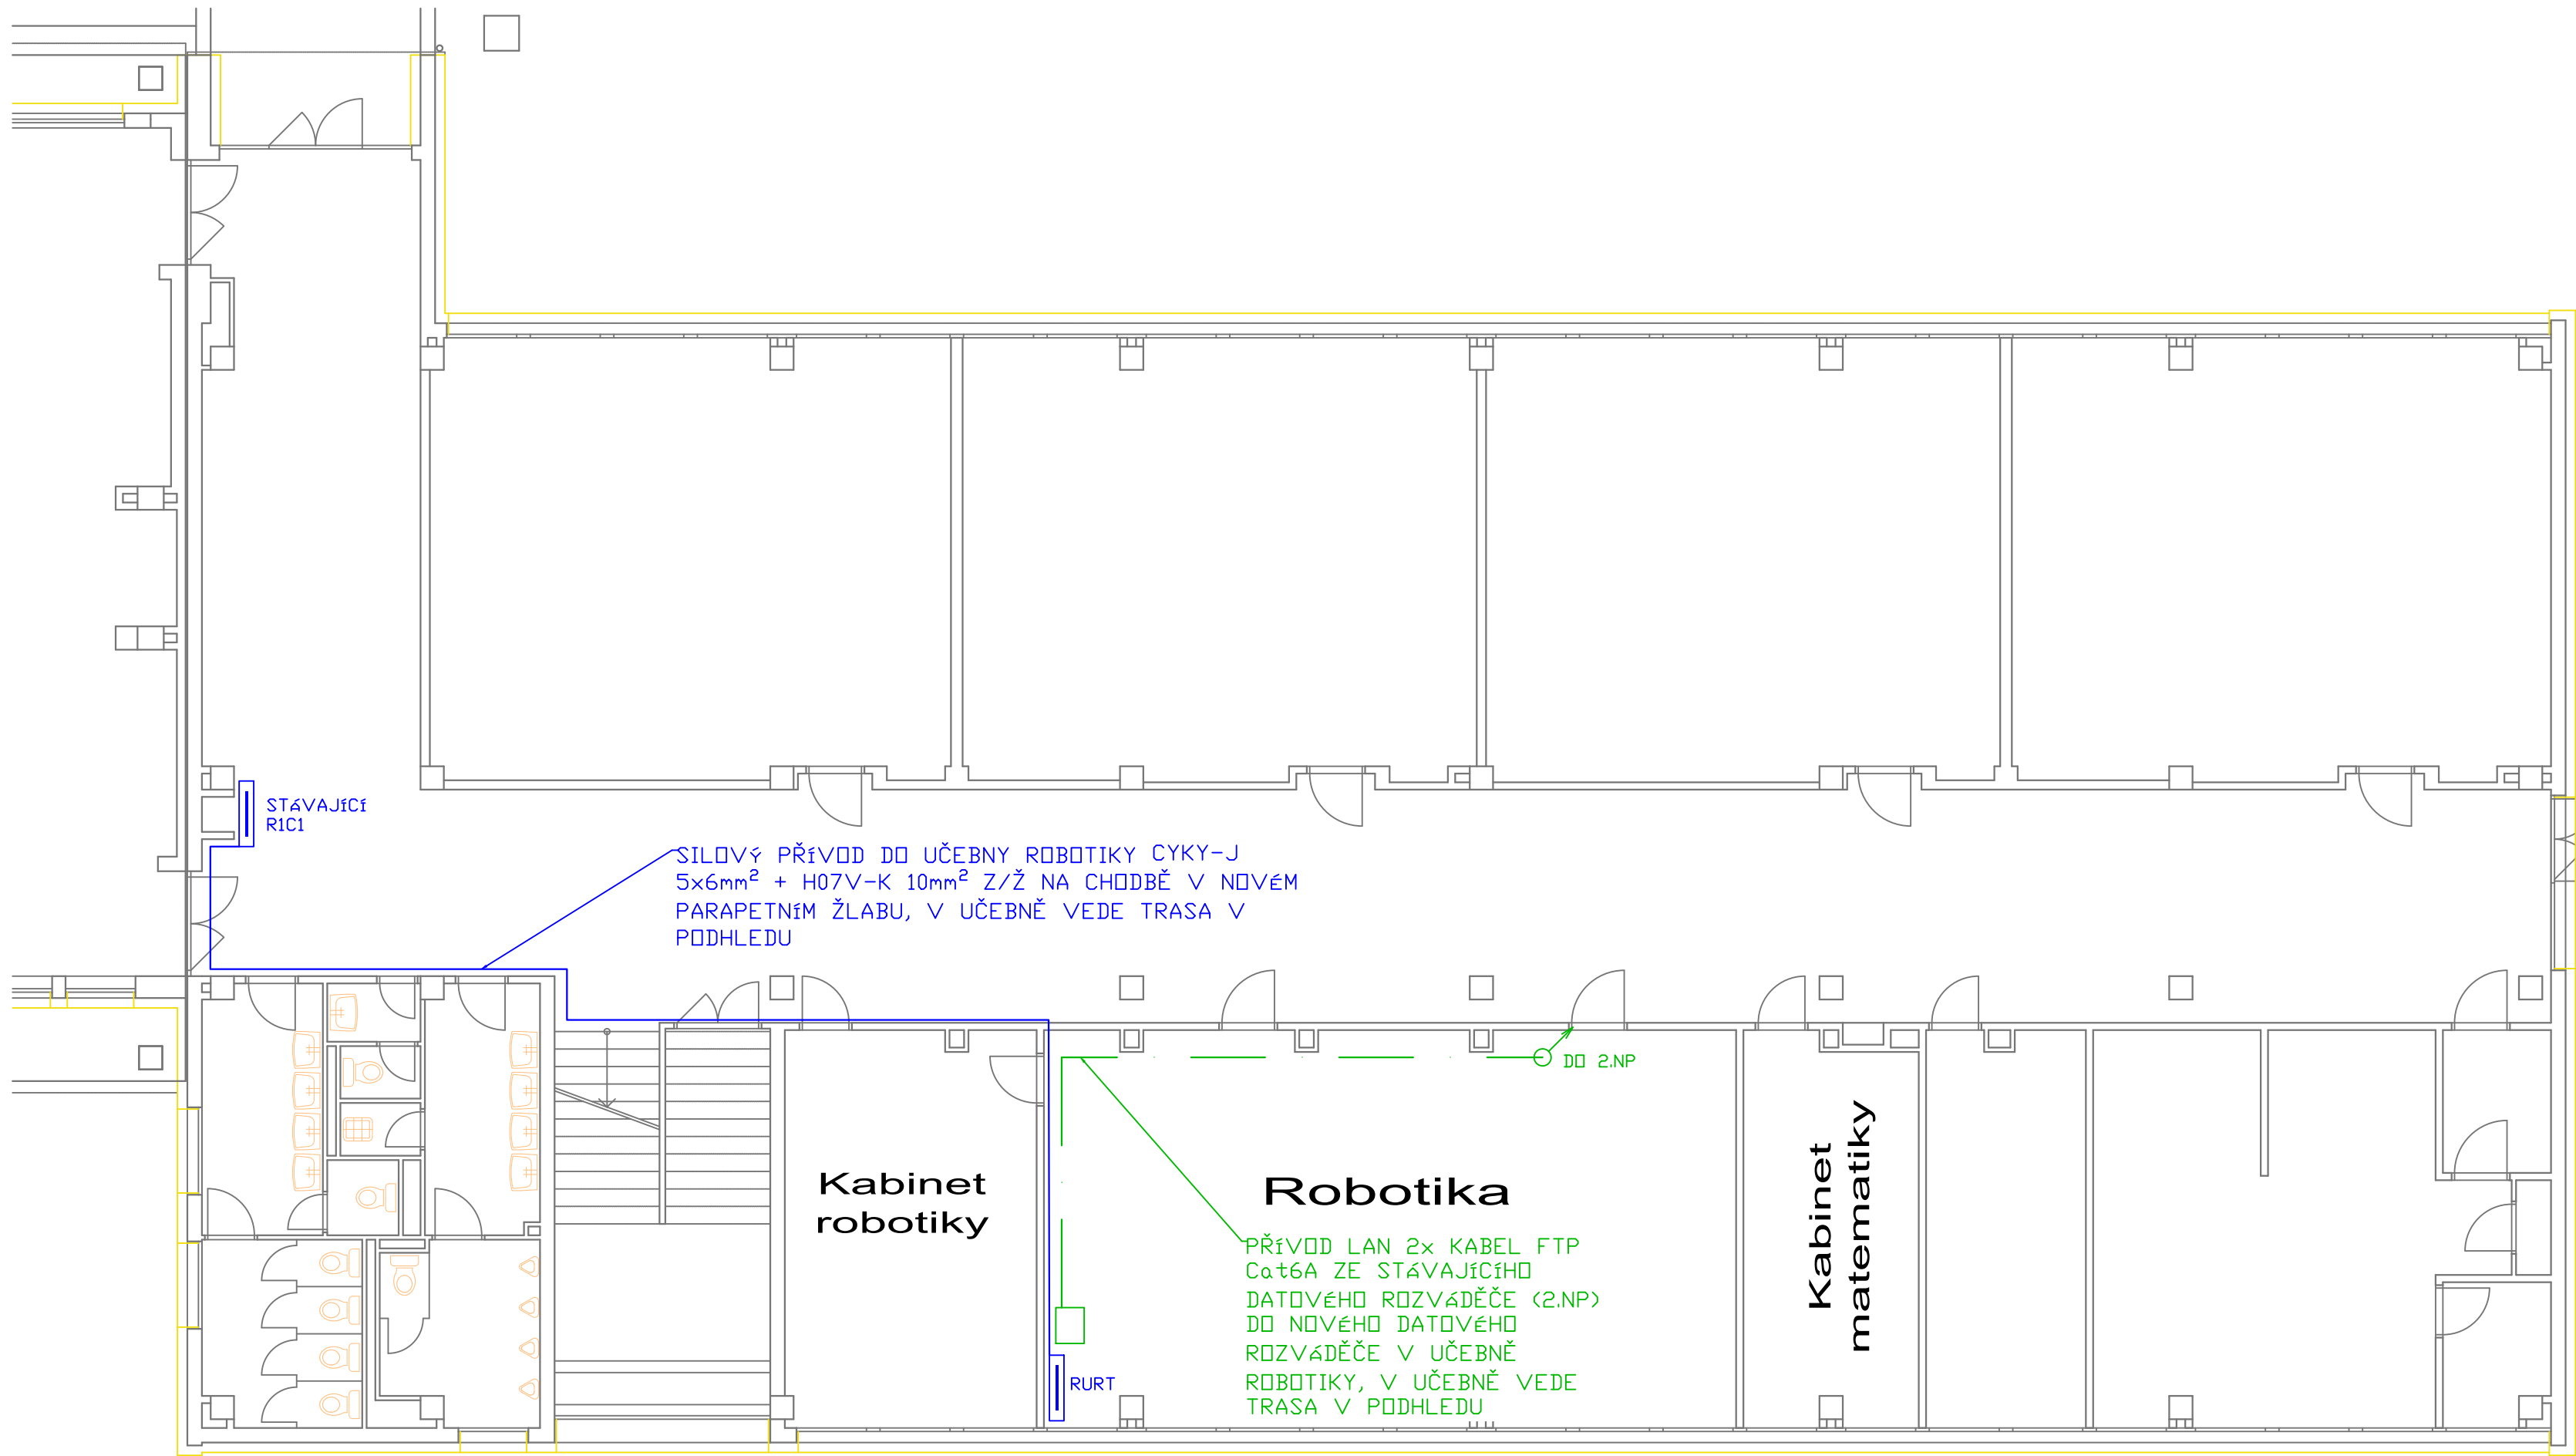 STÁVAJÍCÍ
R1C1
SILOVÝ PŘÍVOD DO UČEBNY ROBOTIKY CYKY-J
5x6mm² + H07V-K 10mm² Z/Ž NA CHODBĚ V NOVÉM
PARAPETNÍM ŽLABU, V UČEBNĚ VEDE TRASA V
PODHLEDU
DO 2.NP
Kabinet
robotiky
Robotika
Kabinet
matematiky
PŘÍVOD LAN 2x KABEL FTP
Cat6A ZE STÁVAJÍCÍHO
DATOVÉHO ROZVÁDĚČE (2.NP)
DO NOVÉHO DATOVÉHO
ROZVÁDĚČE V UČEBNĚ
ROBOTIKY, V UČEBNĚ VEDE
TRASA V PODHLEDU
RURT